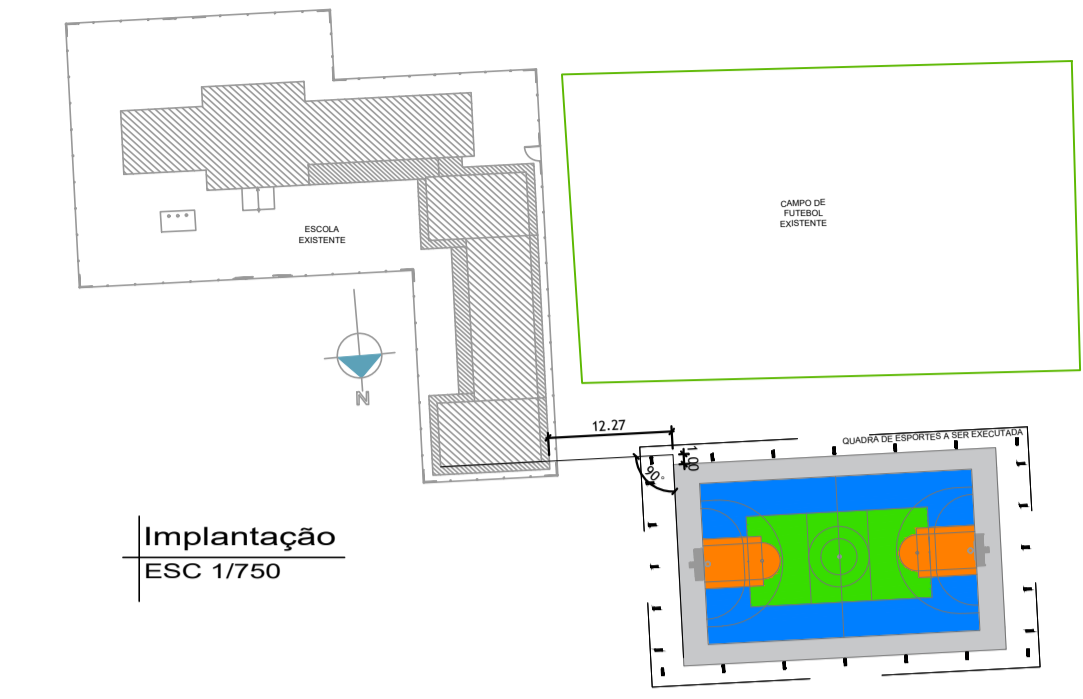 CAMPO DE
FUTEBOL
EXISTENTE
ESCOLA
EXISTENTE
N
12.27
QUADRA DE ESPORTES A SER EXECUTADA
1.00
90°
Implantação
ESC 1/750